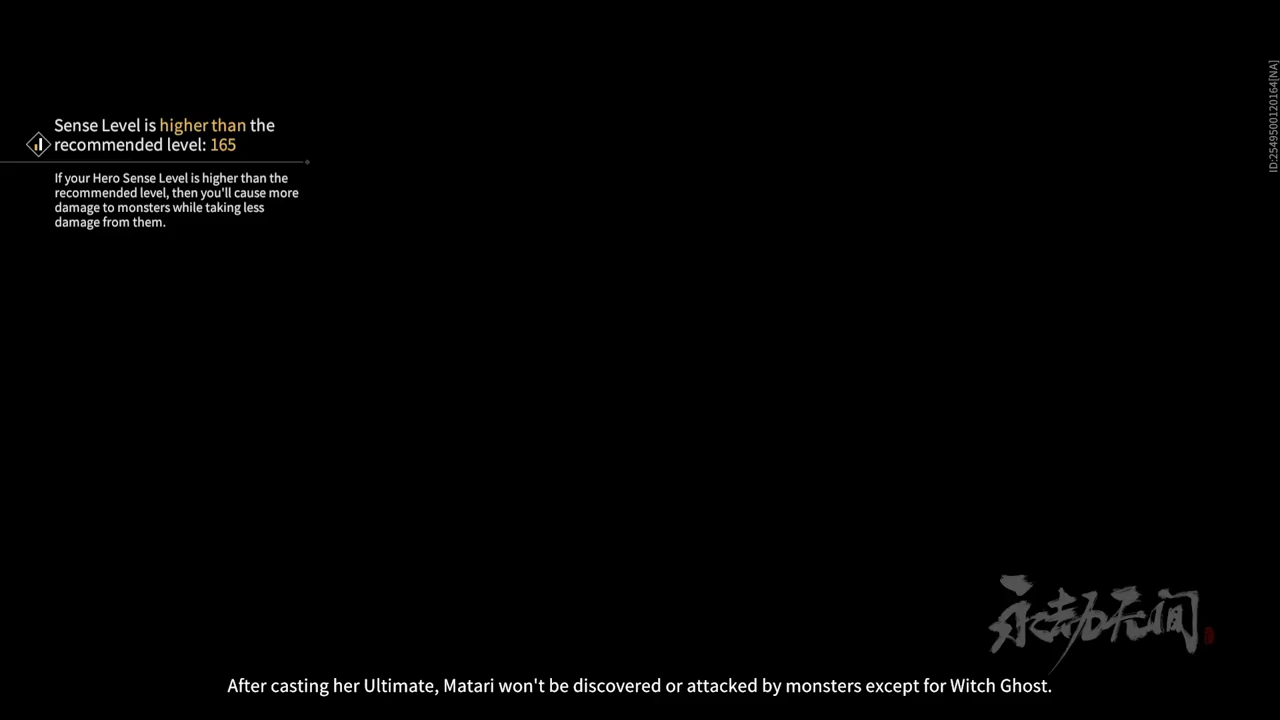 Sense Level is higher than the
recommended level: 165
If your Hero Sense Level is higher than the
recommended level, then you'll cause more
damage to monsters while taking less
damage from them.
ID:2549500120164[NA]
永劫无间
After casting her Ultimate, Matari won't be discovered or attacked by monsters except for Witch Ghost.